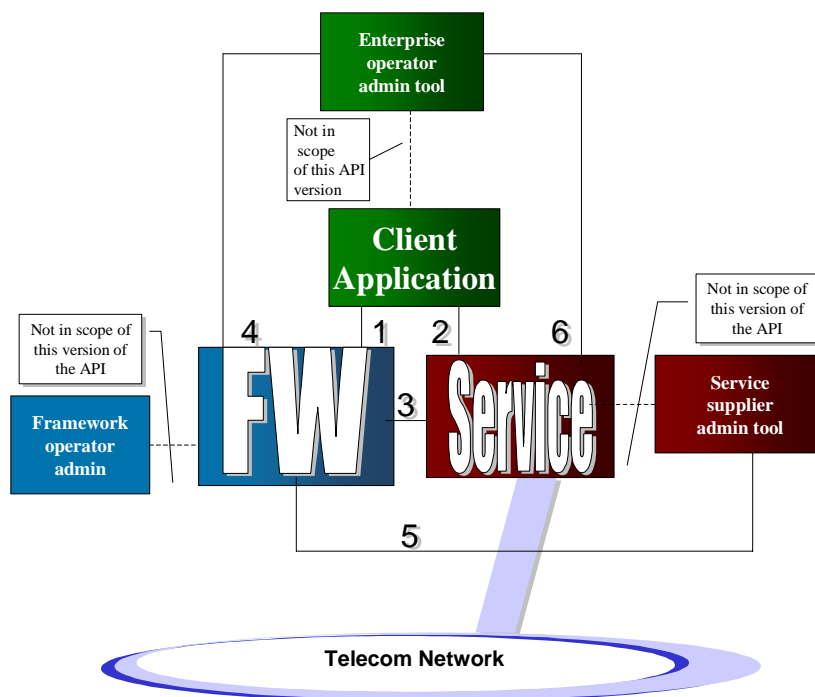 Enterprise
operator
admin tool
Not in
scope
of this API
version
Client
Application
Not in scope of
this version of
the API
Not in scope of
this version of
the API
4
1
2
6
FW
3
Service
Service
supplier
admin tool
Framework
operator
admin
5
Telecom Network